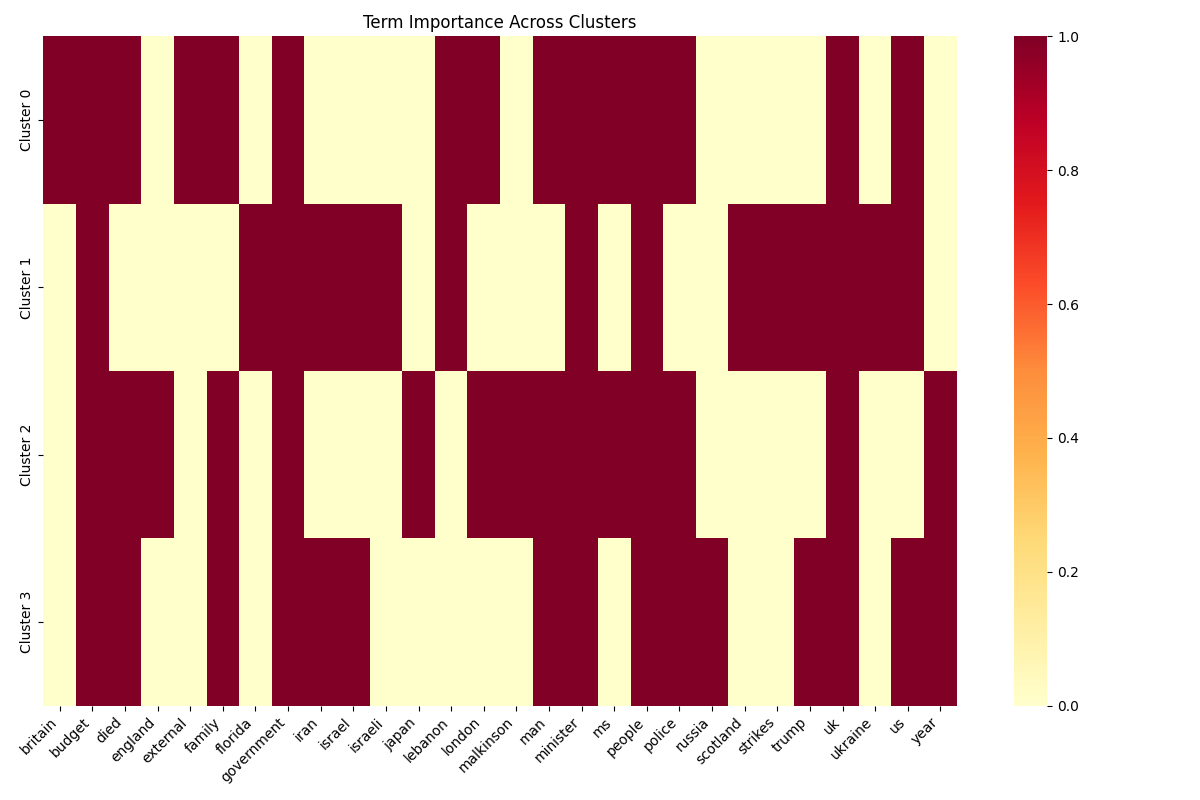 Term Importance Across Clusters
Cluster 0
Cluster 1
Cluster 2
Cluster 3
britain
budget
died
england
external
family
florida
government
iran
israel
israeli
japan
lebanon
london
malkinson
man
minister
ms
people
police
russia
scotland
strikes
trump
uk
ukraine
us
year
1.0
0.8
0.6
0.4
0.2
0.0